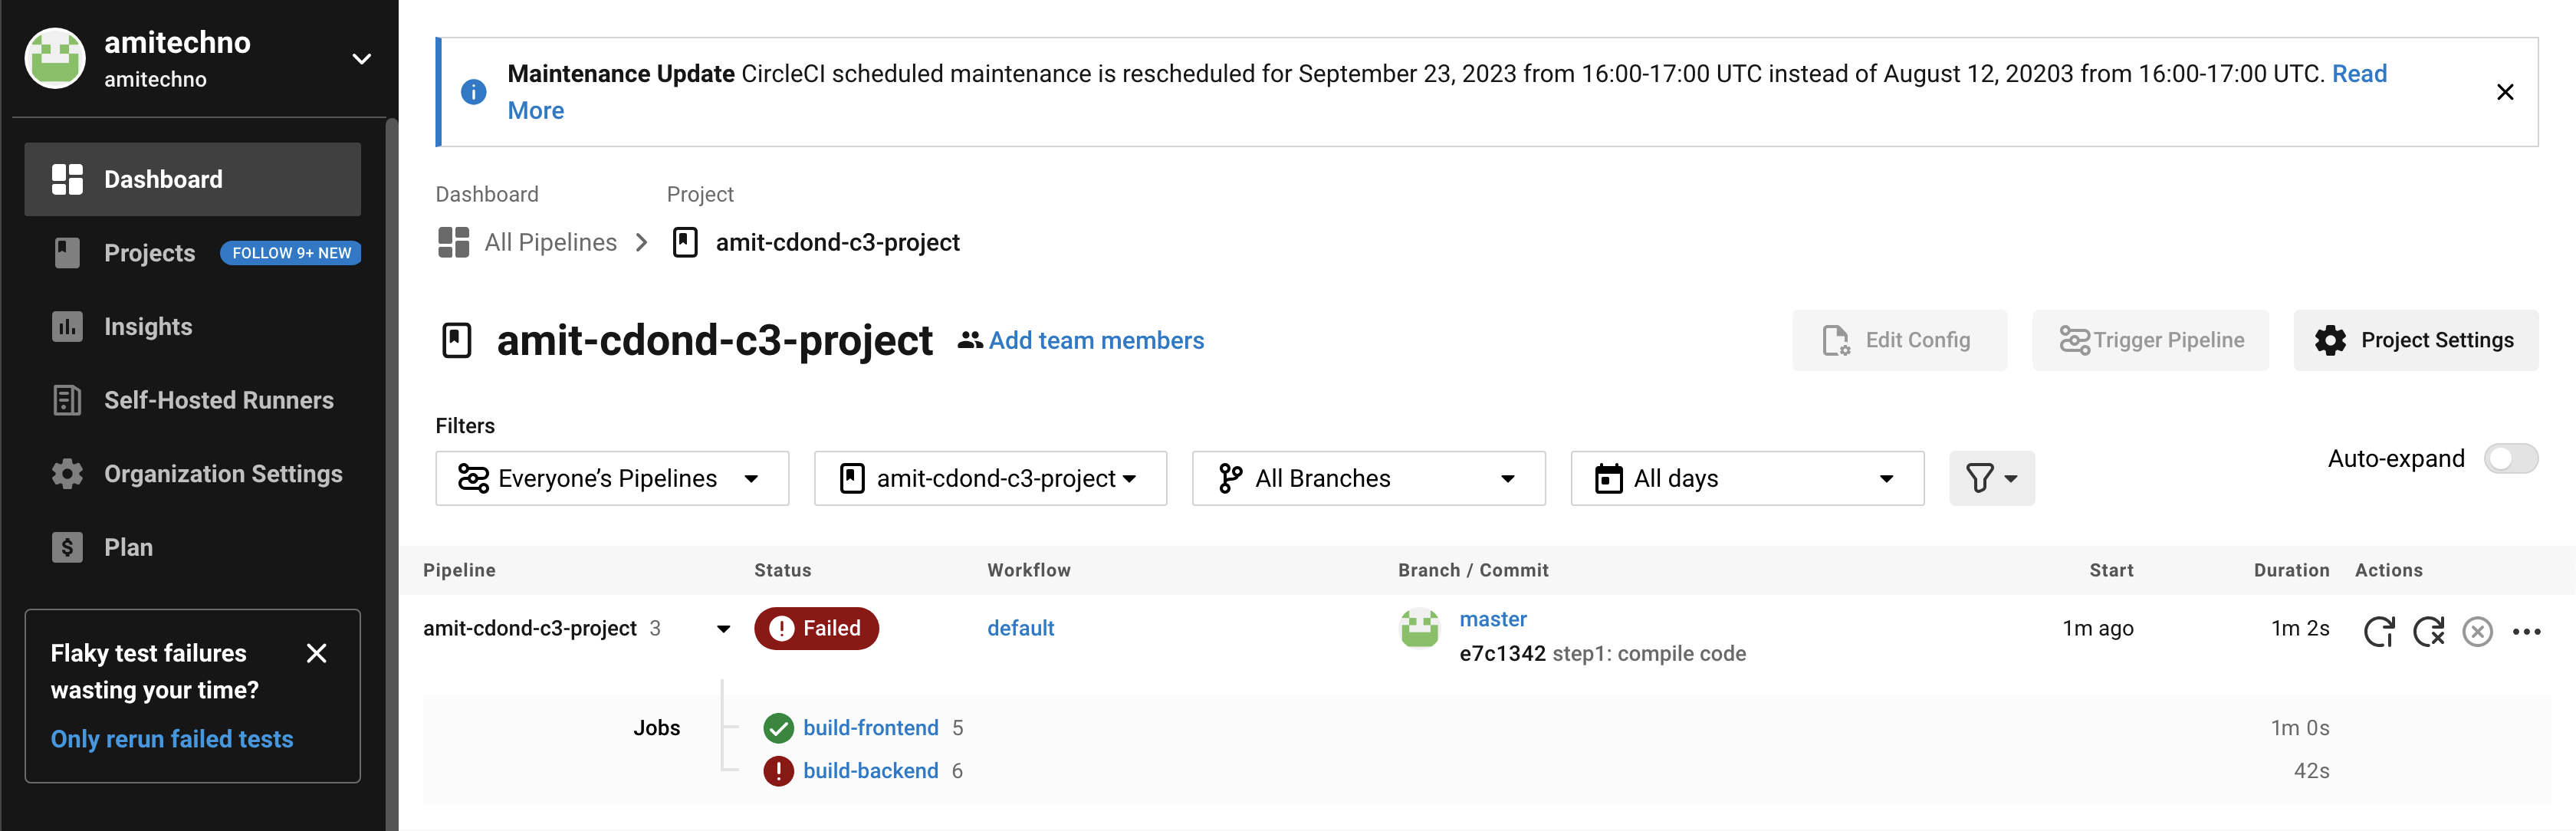 amitechno
amitechno
Dashboard
Projects FOLLOW 9+ NEW
Insights
Self-Hosted Runners
Organization Settings
Plan
Flaky test failures
wasting your time?
Only rerun failed tests
Maintenance Update CircleCI scheduled maintenance is rescheduled for September 23, 2023 from 16:00-17:00 UTC instead of August 12, 20203 from 16:00-17:00 UTC. Read
More
Dashboard Project
All Pipelines amit-cdond-c3-project
amit-cdond-c3-project Add team members Edit Config Trigger Pipeline Project Settings
Filters
Everyone’s Pipelines amit-cdond-c3-project All Branches All days Auto-expand
Pipeline Status Workflow Branch / Commit Start Duration Actions
amit-cdond-c3-project 3 Failed default master 1m ago 1m 2s
e7c1342 step1: compile code
Jobs build-frontend 5 1m 0s
build-backend 6 42s